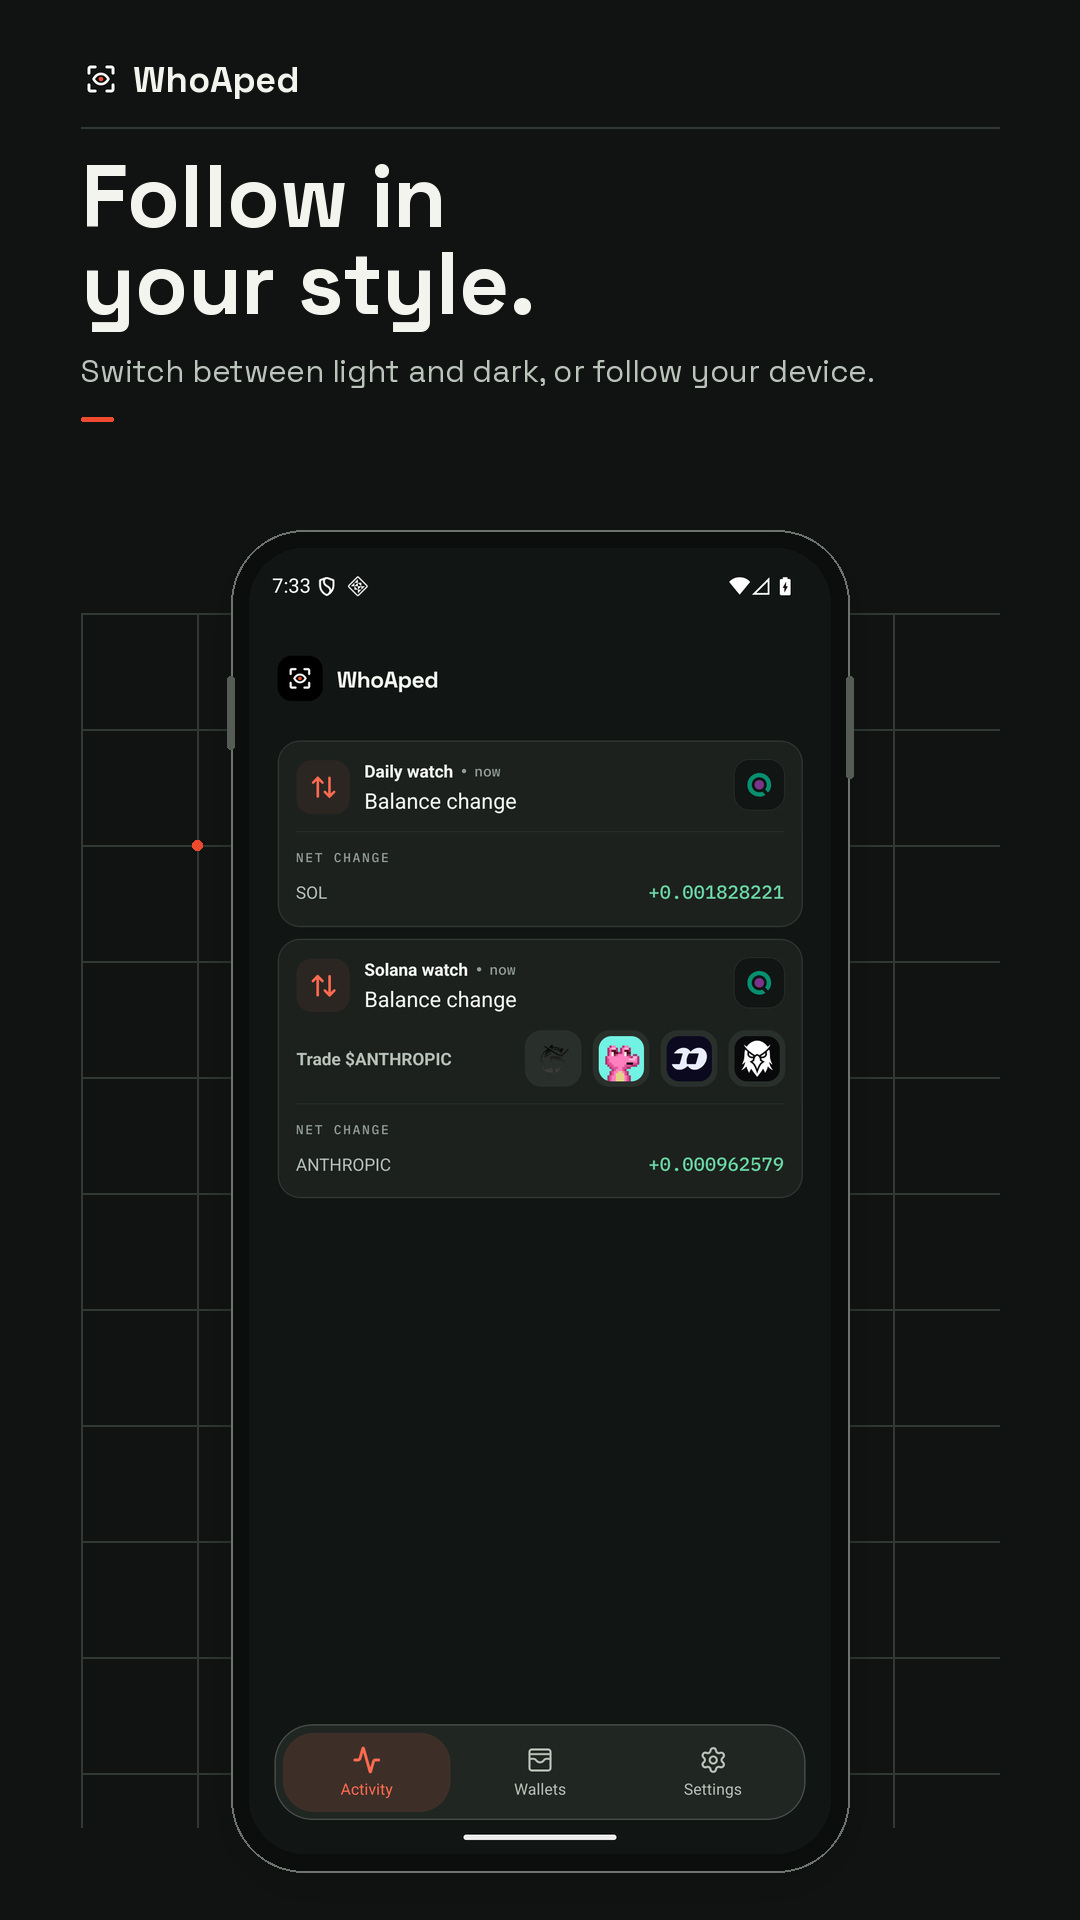 WhoAped
Follow in
your style.
Switch between light and dark, or follow your device.
7:33
WhoAped
Daily watch • now
Balance change
NET CHANGE
SOL +0.001828221
Solana watch • now
Balance change
Trade $ANTHROPIC
NET CHANGE
ANTHROPIC +0.000962579
Activity Wallets Settings